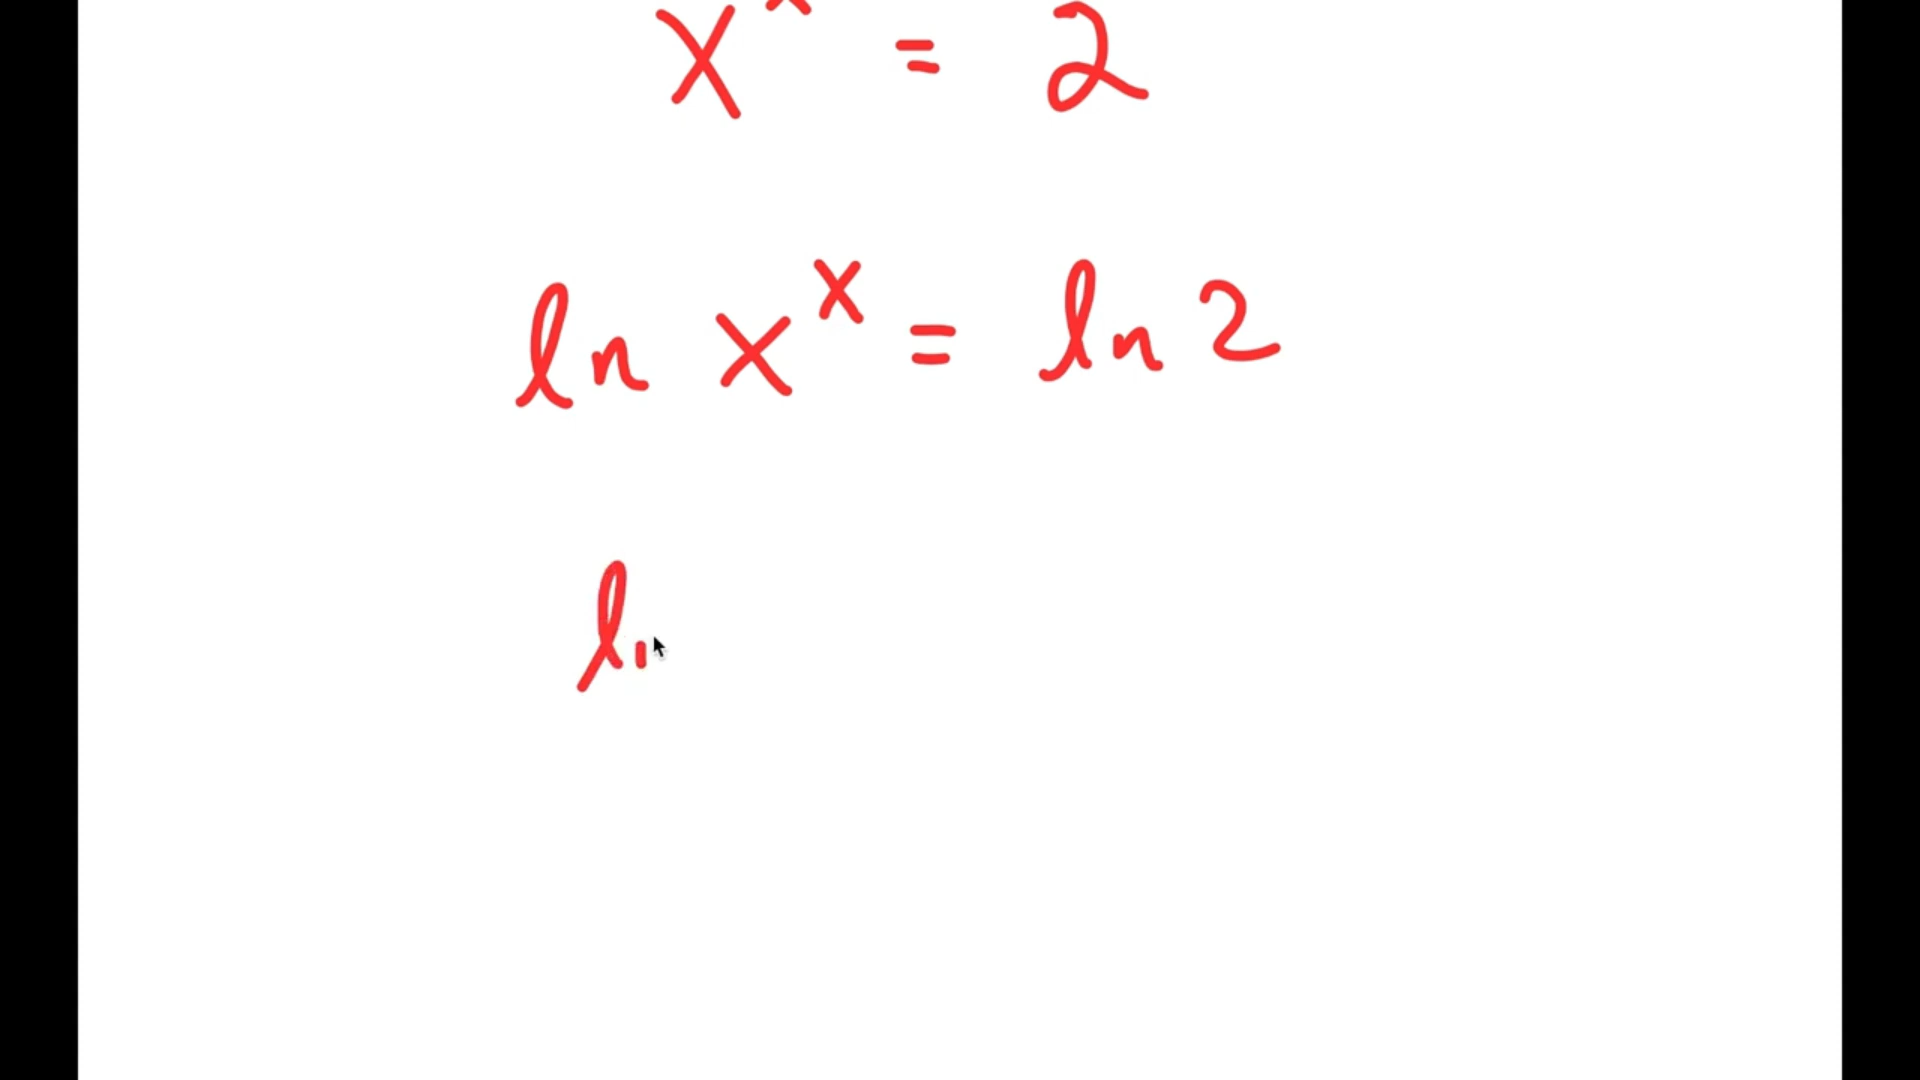 x^x = 2
ln x^x = ln 2
l